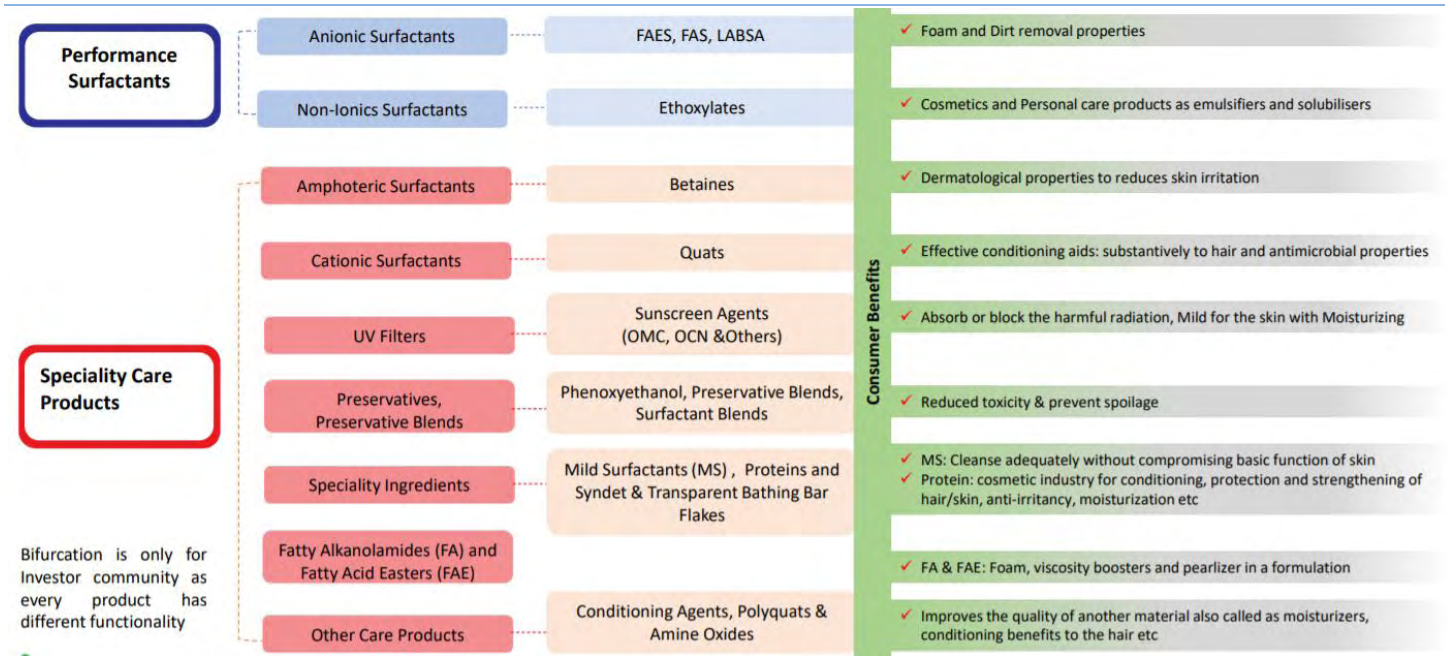 Performance
Surfactants
Anionic Surfactants
FAES, FAS, LABSA
✓ Foam and Dirt removal properties
Non-Ionics Surfactants
Ethoxylates
✓ Cosmetics and Personal care products as emulsifiers and solubilisers
Speciality Care
Products
Amphoteric Surfactants
Betaines
✓ Dermatological properties to reduces skin irritation
Cationic Surfactants
Quats
✓ Effective conditioning aids: substantively to hair and antimicrobial properties
UV Filters
Sunscreen Agents
(OMC, OCN &Others)
✓ Absorb or block the harmful radiation, Mild for the skin with Moisturizing
Preservatives,
Preservative Blends
Phenoxyethanol, Preservative Blends,
Surfactant Blends
✓ Reduced toxicity & prevent spoilage
Speciality Ingredients
Mild Surfactants (MS) , Proteins and
Syndet & Transparent Bathing Bar
Flakes
✓ MS: Cleanse adequately without compromising basic function of skin
✓ Protein: cosmetic industry for conditioning, protection and strengthening of
hair/skin, anti-irritancy, moisturization etc
Fatty Alkanolamides (FA) and
Fatty Acid Easters (FAE)
✓ FA & FAE: Foam, viscosity boosters and pearlizer in a formulation
Other Care Products
Conditioning Agents, Polyquats &
Amine Oxides
✓ Improves the quality of another material also called as moisturizers,
conditioning benefits to the hair etc
Consumer Benefits
Bifurcation is only for
Investor community as
every product has
different functionality